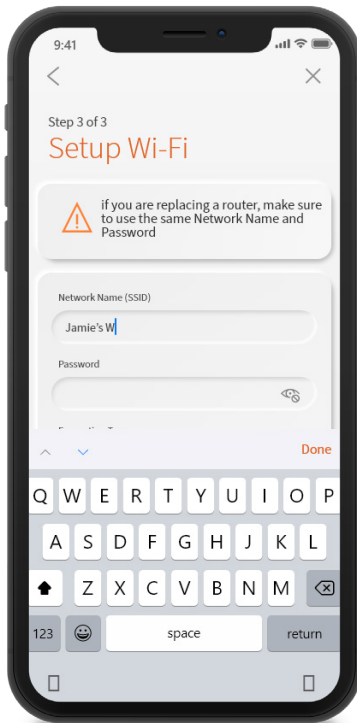 9:41
Step 3 of 3
Setup Wi-Fi
if you are replacing a router, make sure
to use the same Network Name and
Password
Network Name (SSID)
Jamie's W
Password
Done
Q W E R T Y U I O P
A S D F G H J K L
Z X C V B N M
123 space return